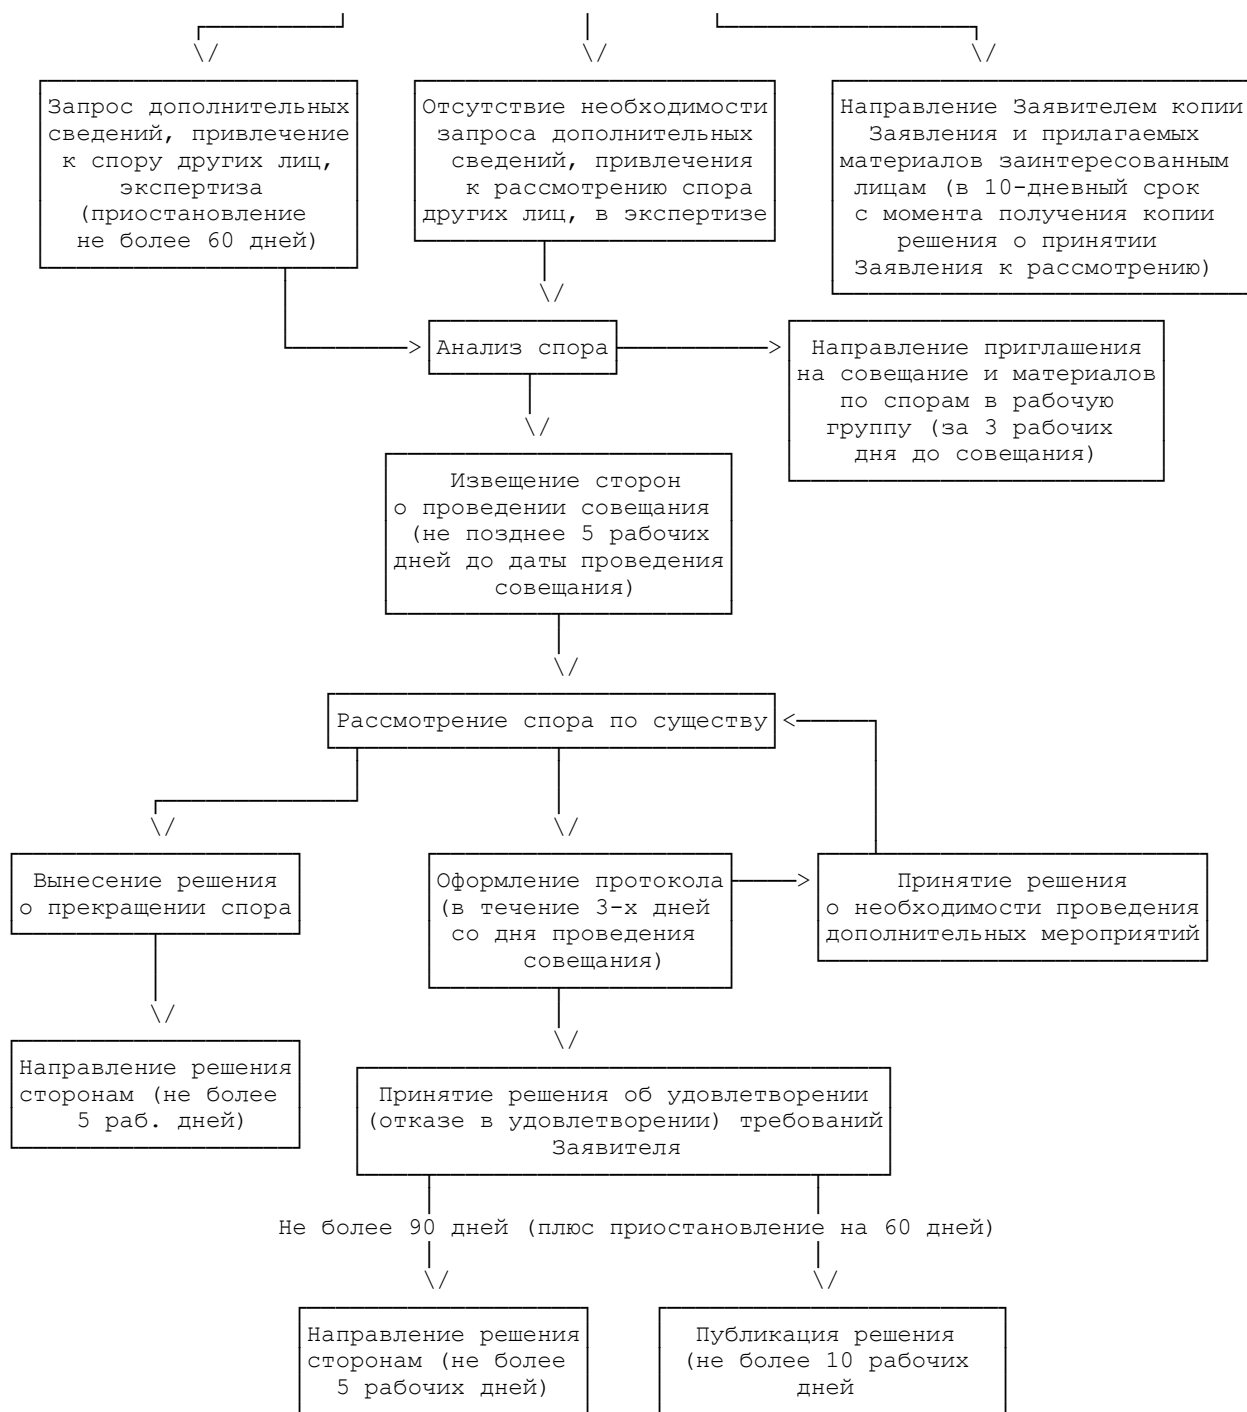 Запрос дополнительных
сведений, привлечение
к спору других лиц,
экспертиза
(приостановление
не более 60 дней)
Отсутствие необходимости
запроса дополнительных
сведений, привлечения
к рассмотрению спора
других лиц, в экспертизе
Направление Заявителем копии
Заявления и прилагаемых
материалов заинтересованным
лицам (в 10-дневный срок
с момента получения копии
решения о принятии
Заявления к рассмотрению)
Анализ спора
Направление приглашения
на совещание и материалов
по спорам в рабочую
группу (за 3 рабочих
дня до совещания)
Извещение сторон
о проведении совещания
(не позднее 5 рабочих
дней до даты проведения
совещания)
Рассмотрение спора по существу
Вынесение решения
о прекращении спора
Оформление протокола
(в течение 3-х дней
со дня проведения
совещания)
Принятие решения
о необходимости проведения
дополнительных мероприятий
Направление решения
сторонам (не более
5 раб. дней)
Принятие решения об удовлетворении
(отказе в удовлетворении) требований
Заявителя
Не более 90 дней (плюс приостановление на 60 дней)
Направление решения
сторонам (не более
5 рабочих дней)
Публикация решения
(не более 10 рабочих
дней